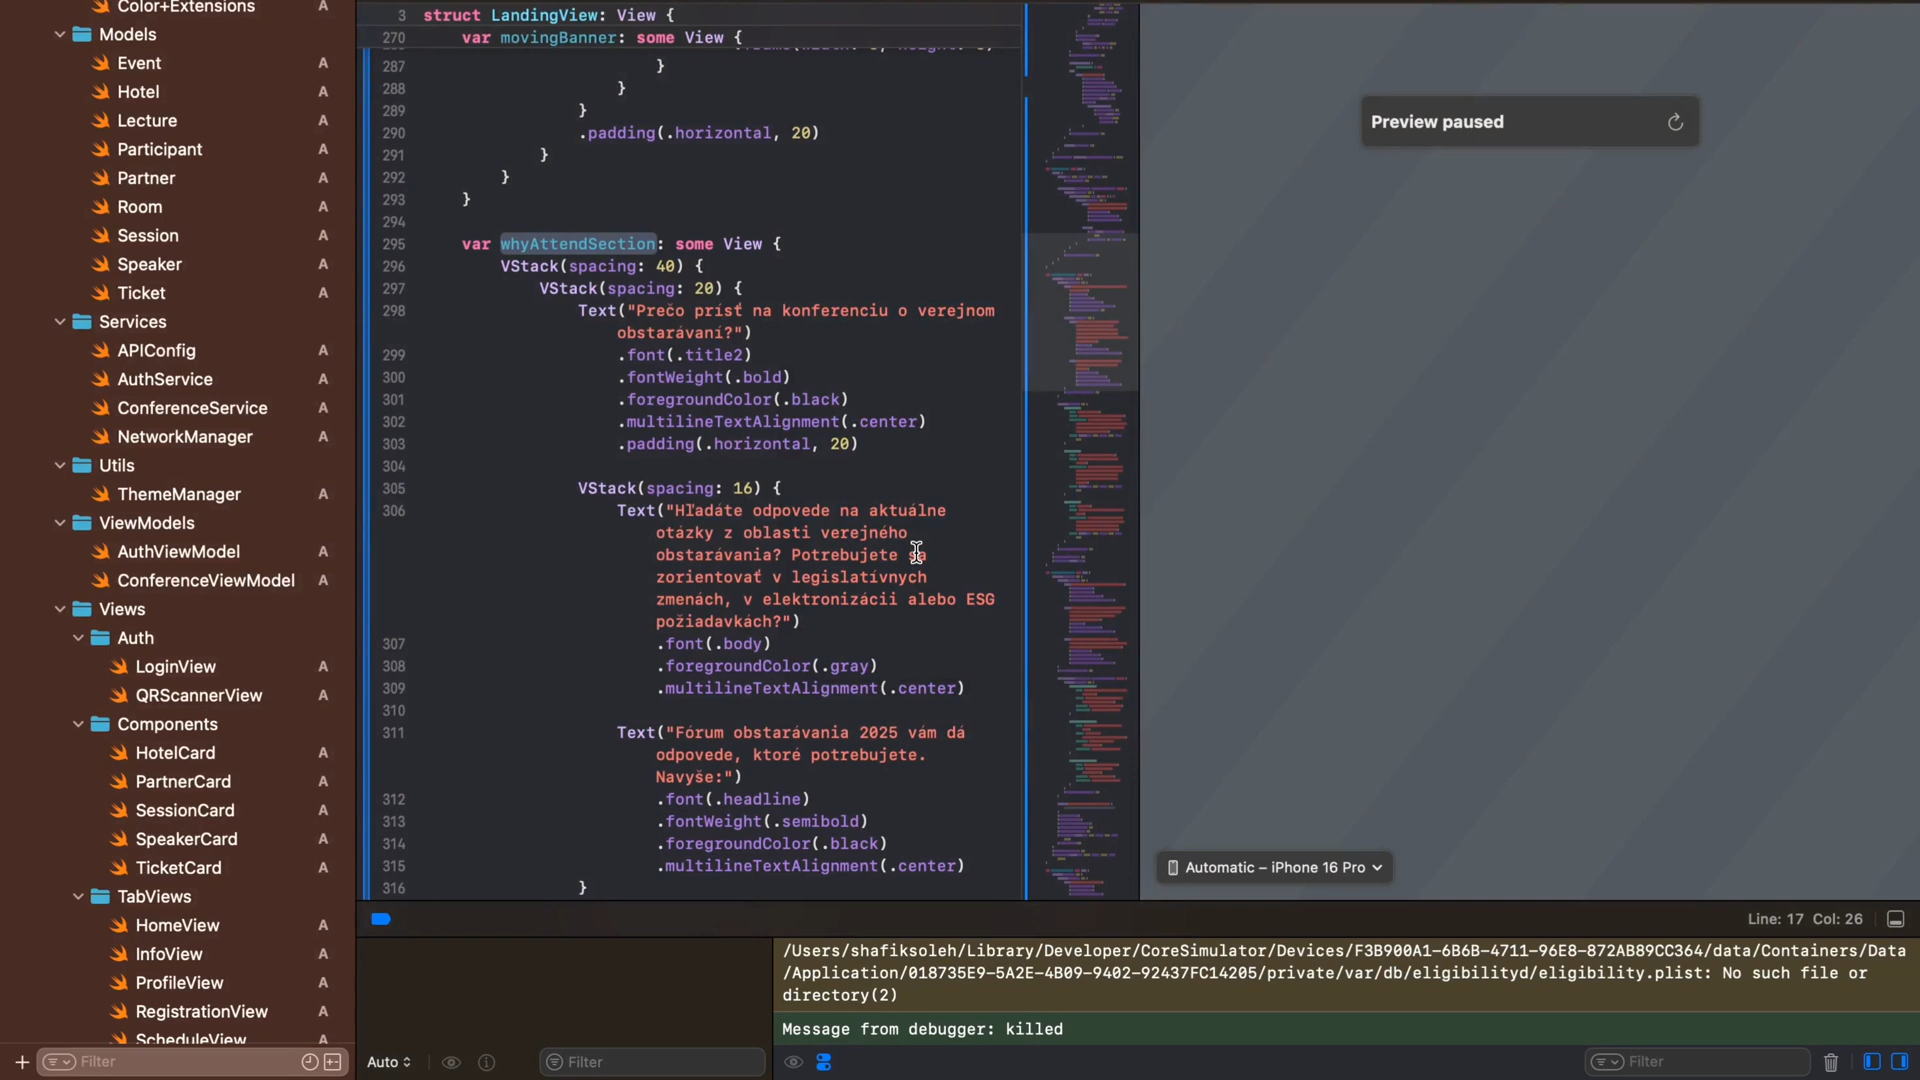 Color+Extensions A
Models
Event A
Hotel A
Lecture A
Participant A
Partner A
Room A
Session A
Speaker A
Ticket A
Services
APIConfig A
AuthService A
ConferenceService A
NetworkManager A
Utils
ThemeManager A
ViewModels
AuthViewModel A
ConferenceViewModel A
Views
Auth
LoginView A
QRScannerView A
Components
HotelCard A
PartnerCard A
SessionCard A
SpeakerCard A
TicketCard A
TabViews
HomeView A
InfoView A
ProfileView A
RegistrationView A
ScheduleView A
Filter
3 struct LandingView: View {
270 var movingBanner: some View {
287 }
288 }
289 }
290 .padding(.horizontal, 20)
291 }
292 }
293 }
294
295 var whyAttendSection: some View {
296 VStack(spacing: 40) {
297 VStack(spacing: 20) {
298 Text("Prečo prísť na konferenciu o verejnom
obstarávaní?")
299 .font(.title2)
300 .fontWeight(.bold)
301 .foregroundColor(.black)
302 .multilineTextAlignment(.center)
303 .padding(.horizontal, 20)
304
305 VStack(spacing: 16) {
306 Text("Hľadáte odpovede na aktuálne
otázky z oblasti verejného
obstarávania? Potrebujete sa
zorientovať v legislatívnych
zmenách, v elektronizácii alebo ESG
požiadavkách?")
307 .font(.body)
308 .foregroundColor(.gray)
309 .multilineTextAlignment(.center)
310
311 Text("Fórum obstarávania 2025 vám dá
odpovede, ktoré potrebujete.
Navyše:")
312 .font(.headline)
313 .fontWeight(.semibold)
314 .foregroundColor(.black)
315 .multilineTextAlignment(.center)
316 }
Preview paused
Automatic – iPhone 16 Pro
Line: 17 Col: 26
/Users/shafiksoleh/Library/Developer/CoreSimulator/Devices/F3B900A1-6B6B-4711-96E8-872AB89CC364/data/Containers/Data
/Application/018735E9-5A2E-4B09-9402-92437FC14205/private/var/db/eligibilityd/eligibility.plist: No such file or
directory(2)
Message from debugger: killed
Auto
Filter
Filter